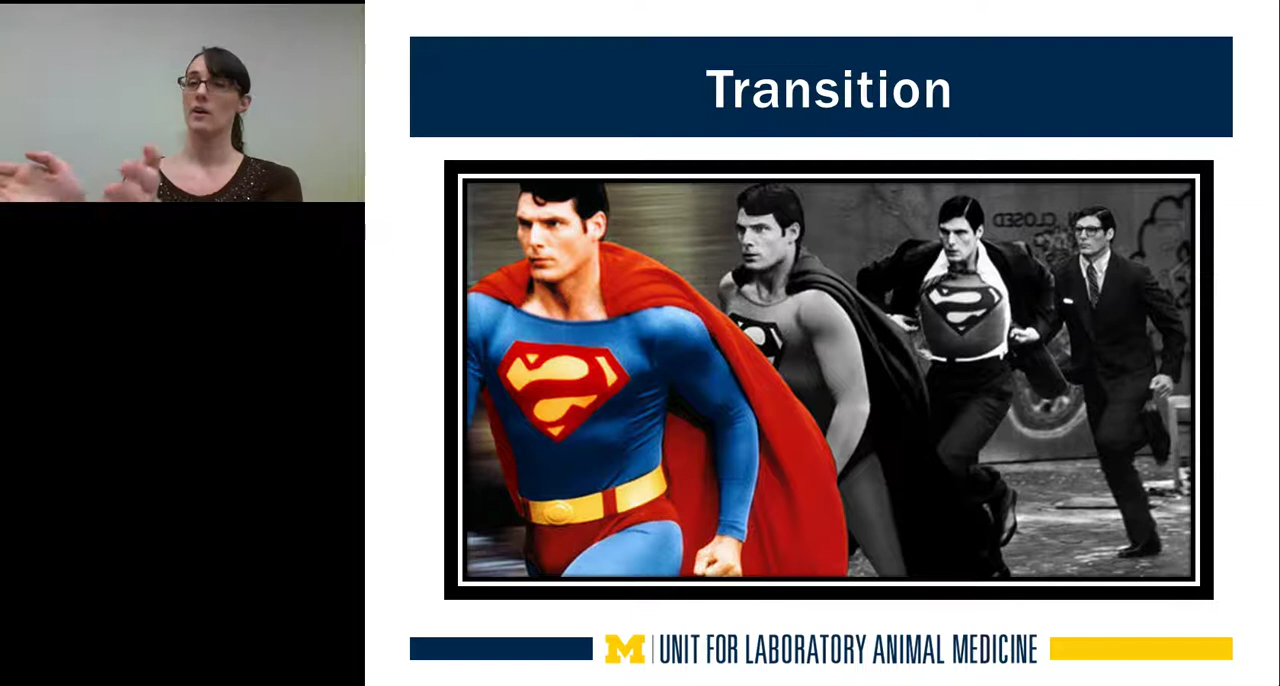 Transition
CLOSED
S
S
S
M UNIT FOR LABORATORY ANIMAL MEDICINE